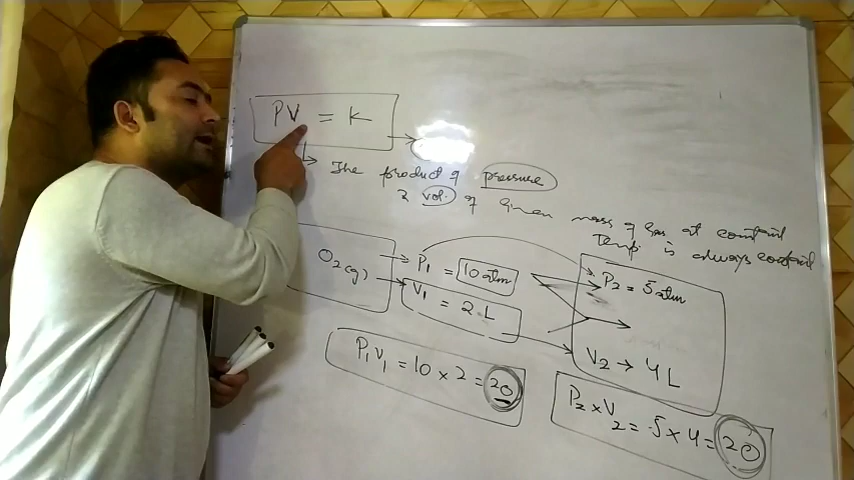 PV = K
The product of pressure
& vol. of Given mass of Gas at constant
Temp. is always constant
O2(g)
P1 = 10 atm
V1 = 2 L
P2 = 5 atm
V2 → 4 L
P1V1 = 10 × 2 = 20
P2 × V2 = 5 × 4 = 20